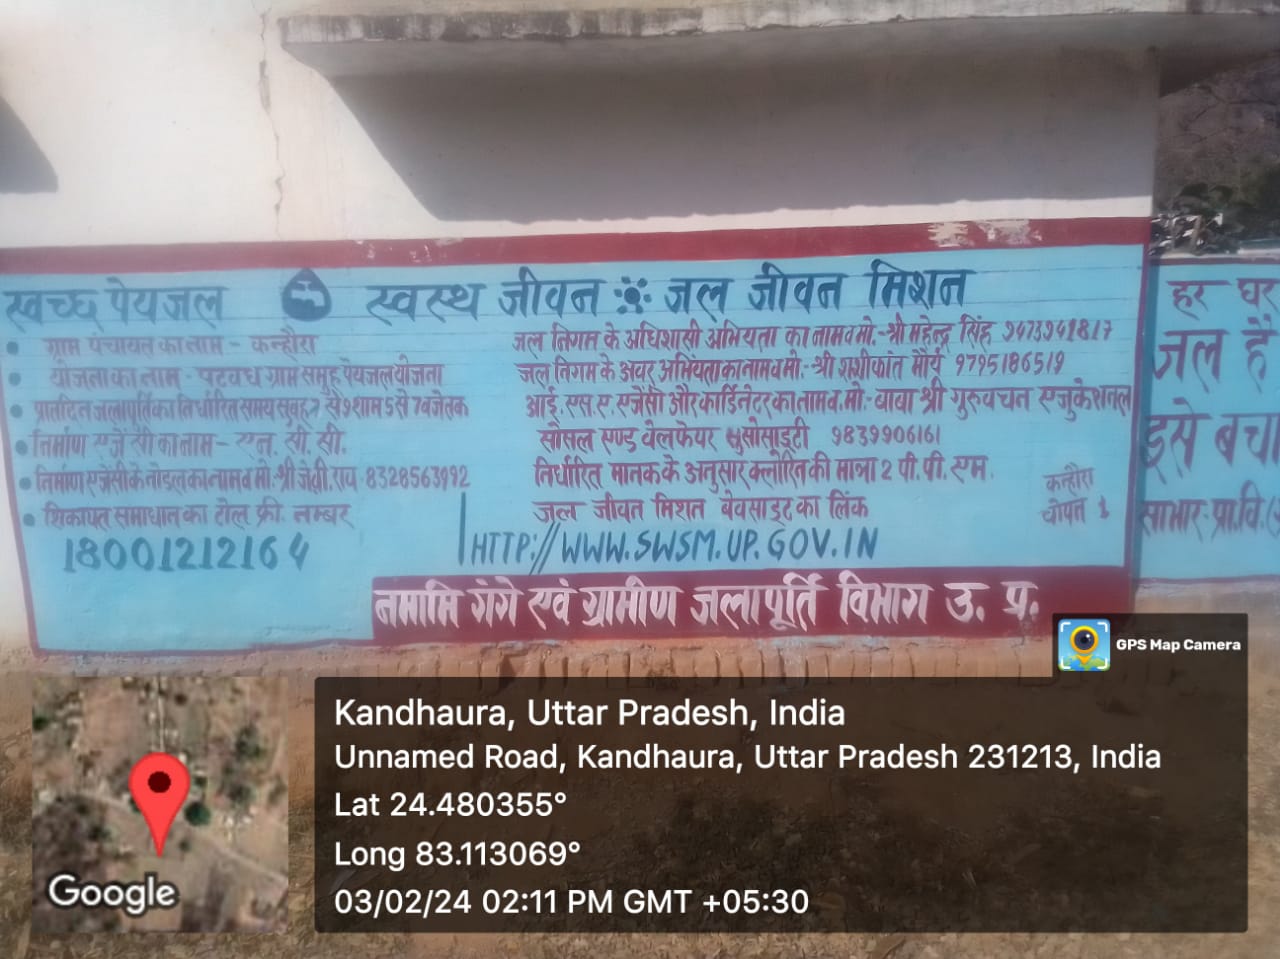 स्वच्छ पेयजल स्वस्थ जीवन जल जीवन मिशन
ग्राम पंचायत का नाम - कन्हौरा
योजना का नाम - पटवध ग्राम समूह पेयजल योजना
प्रतिदिन जलापूर्ति का निर्धारित समय सुबह 7 से 9 शाम 5 से 7 बजे तक
निर्माण एजेंसी का नाम - एन. सी. सी.
निर्माण एजेंसी के नोडल का नाम व मो. श्री जे.वी. राव - 8328563992
शिकायत समाधान का टोल फ्री. नम्बर
18001212164
जल निगम के अधिशासी अभियंता का नाम व मो.- श्री महेन्द्र सिंह 9473941817
जल निगम के अवर अभियंता का नाम व मो.- श्री शशीकांत मौर्य 9795186519
आई. एस. ए. एजेंसी और कार्डिनेटर का नाम व. मो.- बाबा श्री गुरुवचन एजुकेशनल
सोसल एण्ड वेलफेयर सुसोसाइटी 9839906161
निर्धारित मानक के अनुसार क्लोरिन की मात्रा 2 पी. पी. एम.
जल जीवन मिशन बेवसाइट का लिंक
HTTP://WWW.SWSM.UP.GOV.IN
कन्हौरा
चोपन 1
नमामि गंगे एवं ग्रामीण जलापूर्ति विभाग उ. प्र.
हर घर
जल है
इसे बचा
साभार- प्रा. वि.
GPS Map Camera
Kandhaura, Uttar Pradesh, India
Unnamed Road, Kandhaura, Uttar Pradesh 231213, India
Lat 24.480355°
Long 83.113069°
03/02/24 02:11 PM GMT +05:30
Google